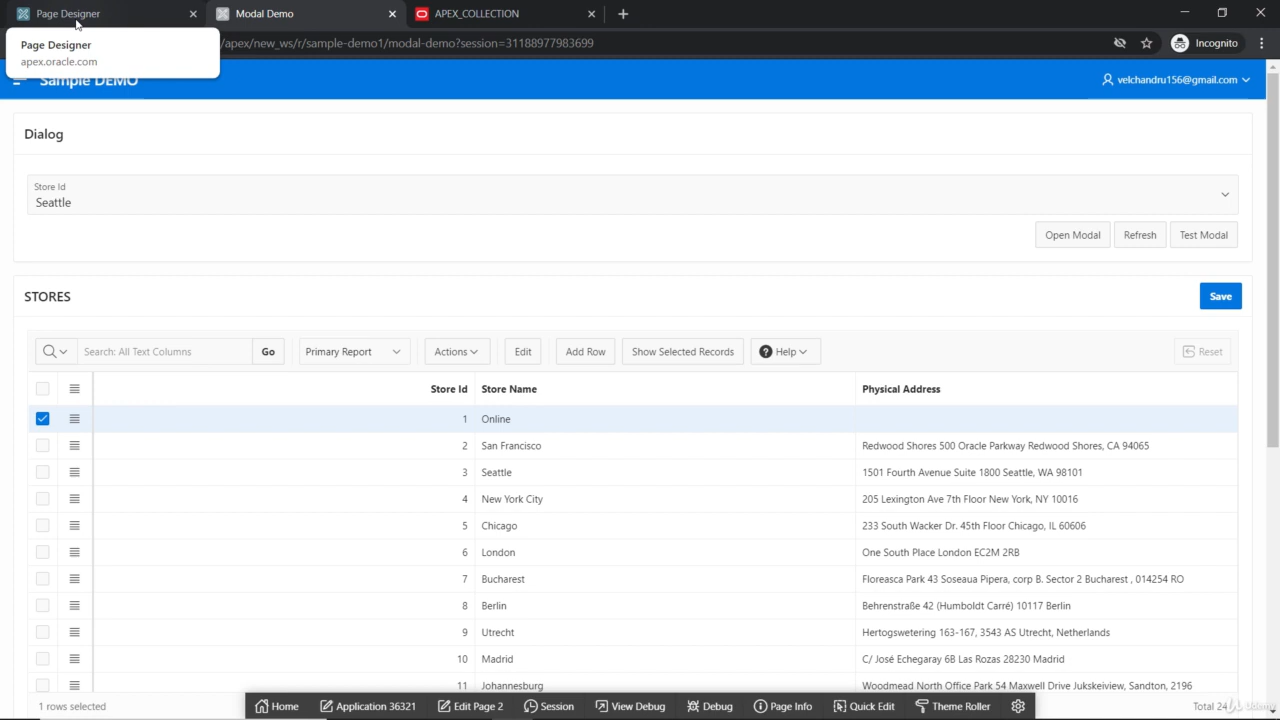 Page Designer
Modal Demo
APEX_COLLECTION
Page Designer
apex.oracle.com
/apex/new_ws/r/sample-demo1/modal-demo?session=31188977983699
Incognito
Sample DEMO
velchandru156@gmail.com
Dialog
Store Id
Seattle
Open Modal Refresh Test Modal
STORES
Save
Search: All Text Columns Go Primary Report Actions Edit Add Row Show Selected Records Help Reset
Store Id Store Name Physical Address
1 Online
2 San Francisco Redwood Shores 500 Oracle Parkway Redwood Shores, CA 94065
3 Seattle 1501 Fourth Avenue Suite 1800 Seattle, WA 98101
4 New York City 205 Lexington Ave 7th Floor New York, NY 10016
5 Chicago 233 South Wacker Dr. 45th Floor Chicago, IL 60606
6 London One South Place London EC2M 2RB
7 Bucharest Floreasca Park 43 Soseaua Pipera, corp B. Sector 2 Bucharest , 014254 RO
8 Berlin Behrenstraße 42 (Humboldt Carré) 10117 Berlin
9 Utrecht Hertogswetering 163-167, 3543 AS Utrecht, Netherlands
10 Madrid C/ José Echegaray 6B Las Rozas 28230 Madrid
11 Johannesburg Woodmead North Office Park 54 Maxwell Drive Jukskeiview, Sandton, 2196
1 rows selected
Total
Home Application 36321 Edit Page 2 Session View Debug Debug Page Info Quick Edit Theme Roller
Udemy